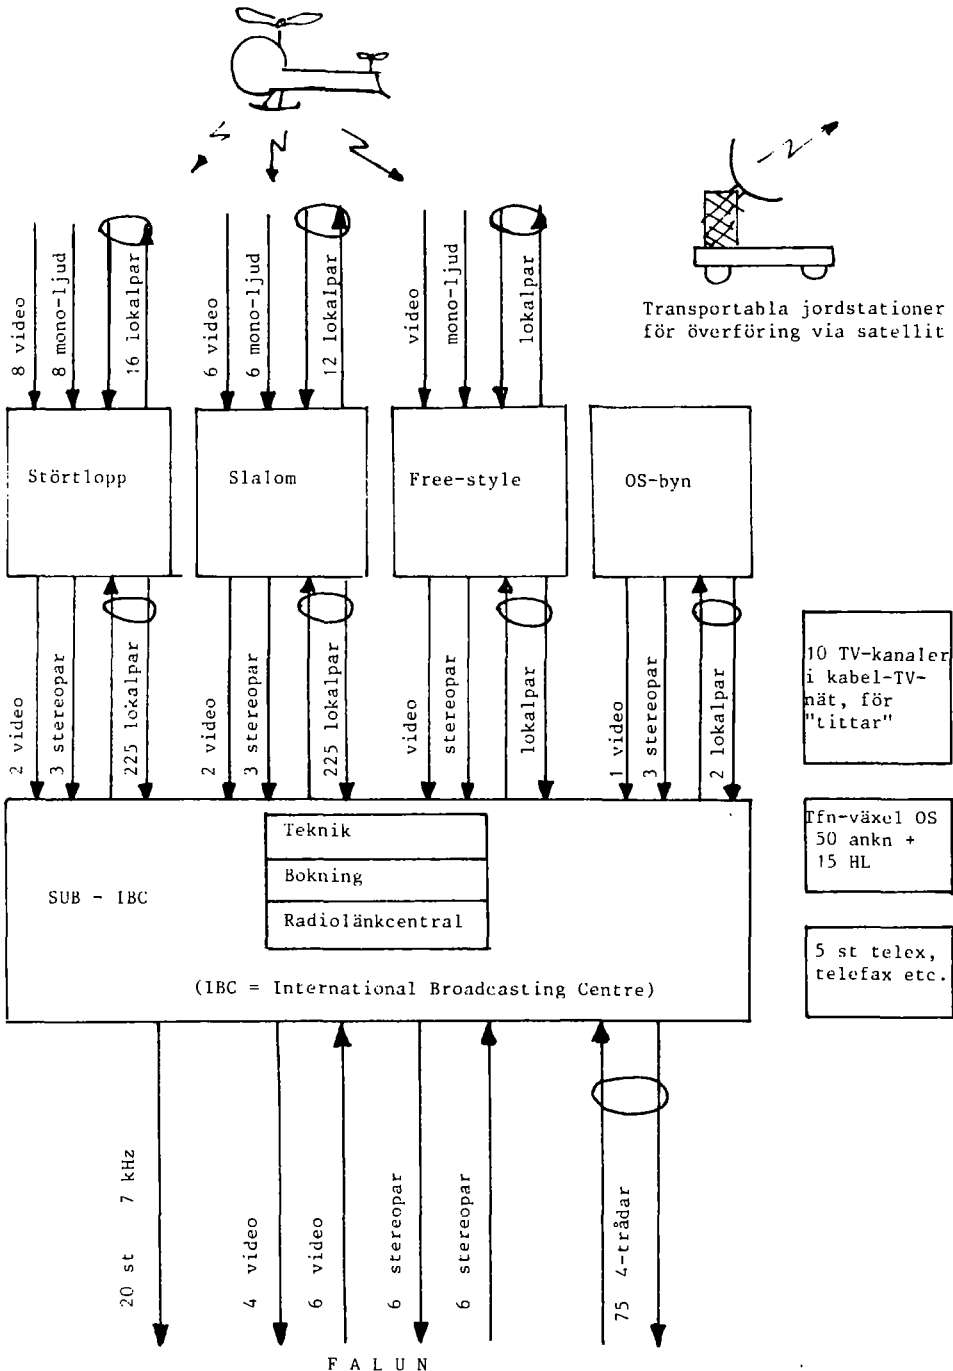 Transportabla jordstationer
för överföring via satellit
8 video
8 mono-ljud
16 lokalpar
6 video
6 mono-ljud
12 lokalpar
video
mono-ljud
lokalpar
Störtlopp
Slalom
Free-style
OS-byn
2 video
3 stereopar
225 lokalpar
2 video
3 stereopar
225 lokalpar
video
stereopar
lokalpar
1 video
3 stereopar
2 lokalpar
10 TV-kanaler
i kabel-TV-
nät, för
"tittar"
Tfn-växel OS
50 ankn +
15 HL
5 st telex,
telefax etc.
SUB - IBC
Teknik
Bokning
Radiolänkcentral
(IBC = International Broadcasting Centre)
20 st 7 kHz
4 video
6 video
6 stereopar
6 stereopar
75 4-trådar
F A L U N